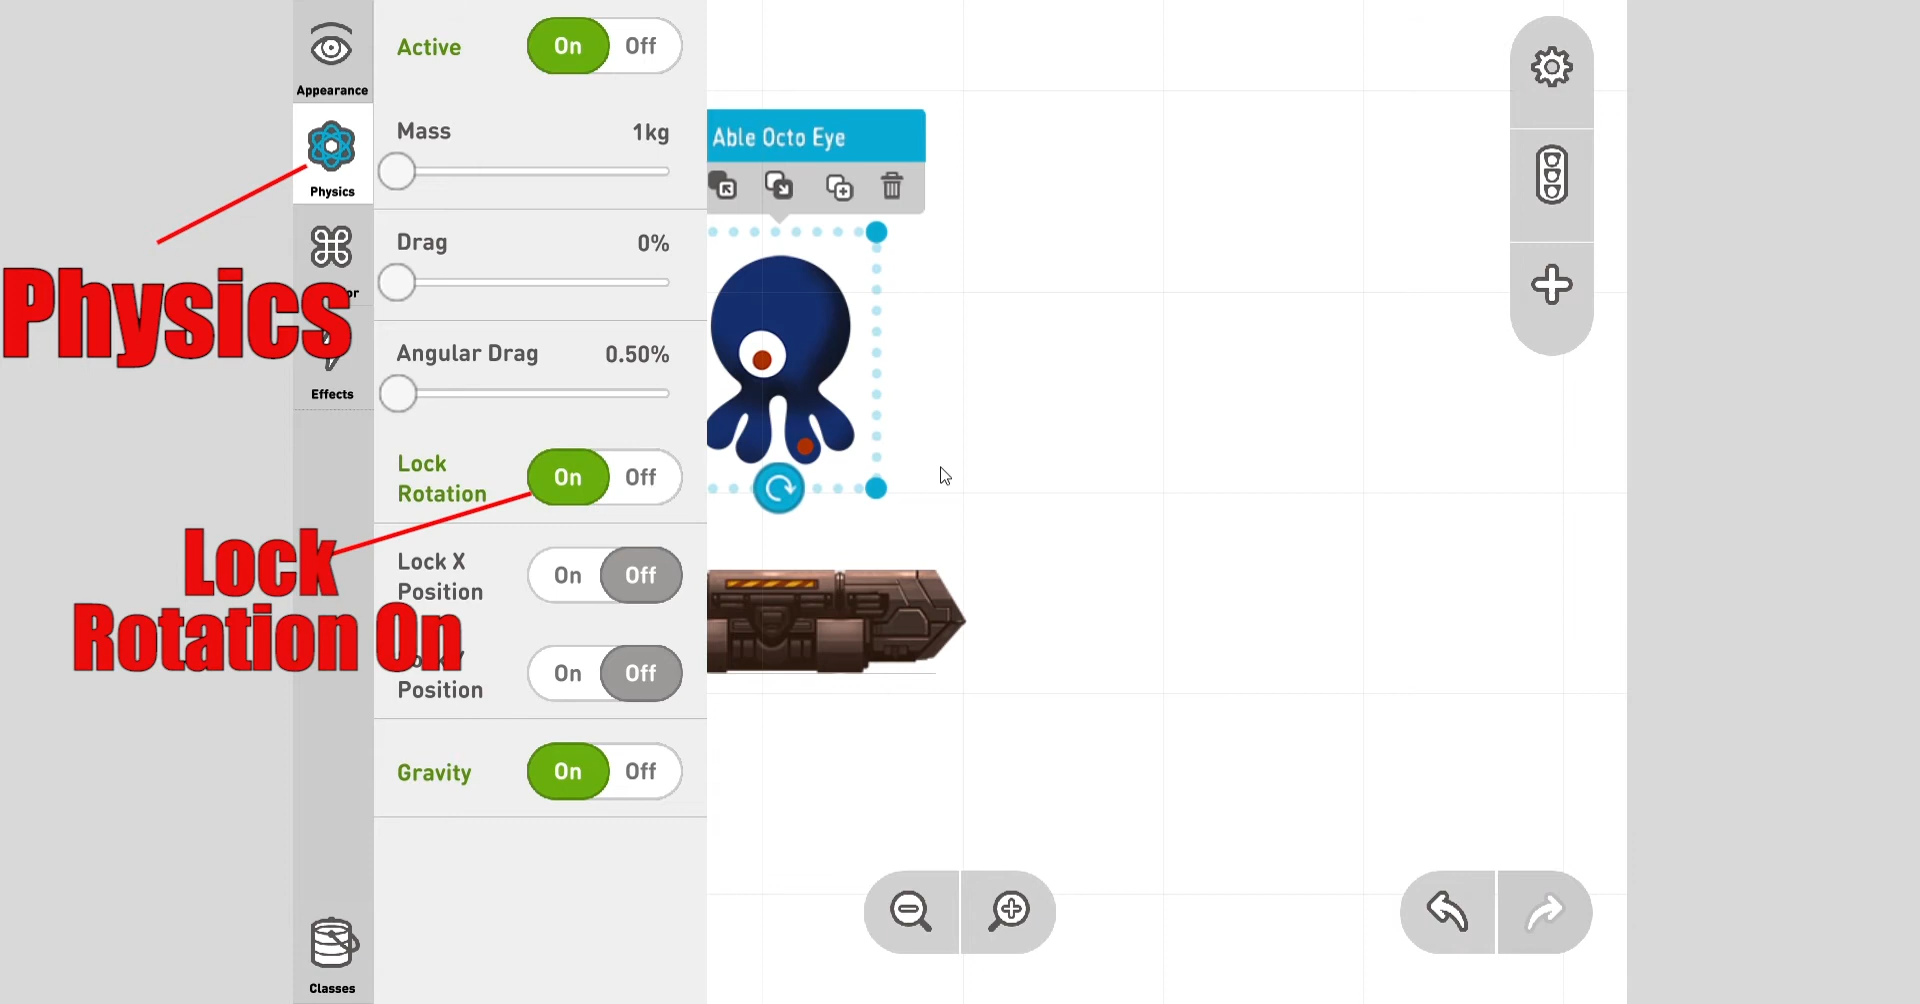 Appearance
Physics
Effects
Classes
Active
On Off
Mass 1kg
Drag 0%
Angular Drag 0.50%
Lock
Rotation
On Off
Lock X
Position
On Off
Position
On Off
Gravity
On Off
Able Octo Eye
Physics
Lock
Rotation On